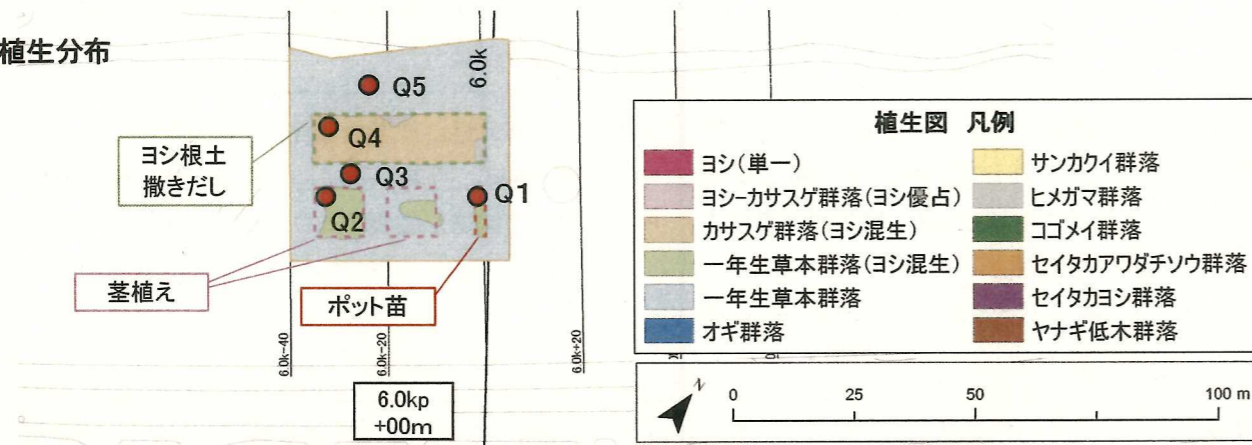 植生分布
Q5
6.0k
Q4
Q3
Q1
Q2
ヨシ根土
撒きだし
茎植え
ポット苗
6.0k-40
6.0k-20
6.0k+20
6.0kp
+00m
植生図 凡例
ヨシ(単一)
ヨシ-カサスゲ群落(ヨシ優占)
カサスゲ群落(ヨシ混生)
一年生草本群落(ヨシ混生)
一年生草本群落
オギ群落
サンカクイ群落
ヒメガマ群落
コゴメイ群落
セイタカアワダチソウ群落
セイタカヨシ群落
ヤナギ低木群落
N
0 25 50 100 m